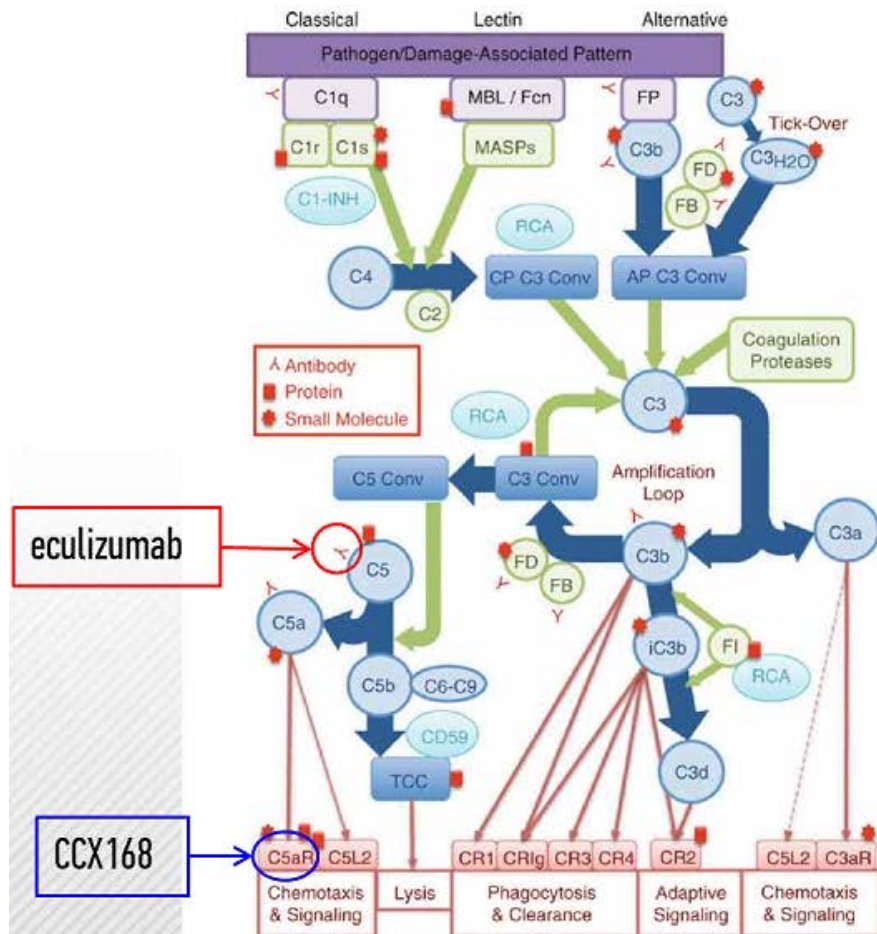 Classical Lectin Alternative
Pathogen/Damage-Associated Pattern
C1q MBL / Fcn FP C3
Tick-Over
C1r C1s MASPs C3b FD C3H2O
FB
C1-INH
RCA
C4 CP C3 Conv AP C3 Conv
C2
Coagulation
Proteases
Antibody
Protein
Small Molecule
C3
RCA
C5 Conv C3 Conv
Amplification
Loop
eculizumab
C5
FD C3b C3a
FB
C5a
iC3b FI
RCA
C5b C6-C9
CD59
TCC
C3d
CCX168
C5aR C5L2 CR1 CRIg CR3 CR4 CR2 C5L2 C3aR
Chemotaxis
& Signaling
Lysis
Phagocytosis
& Clearance
Adaptive
Signaling
Chemotaxis
& Signaling